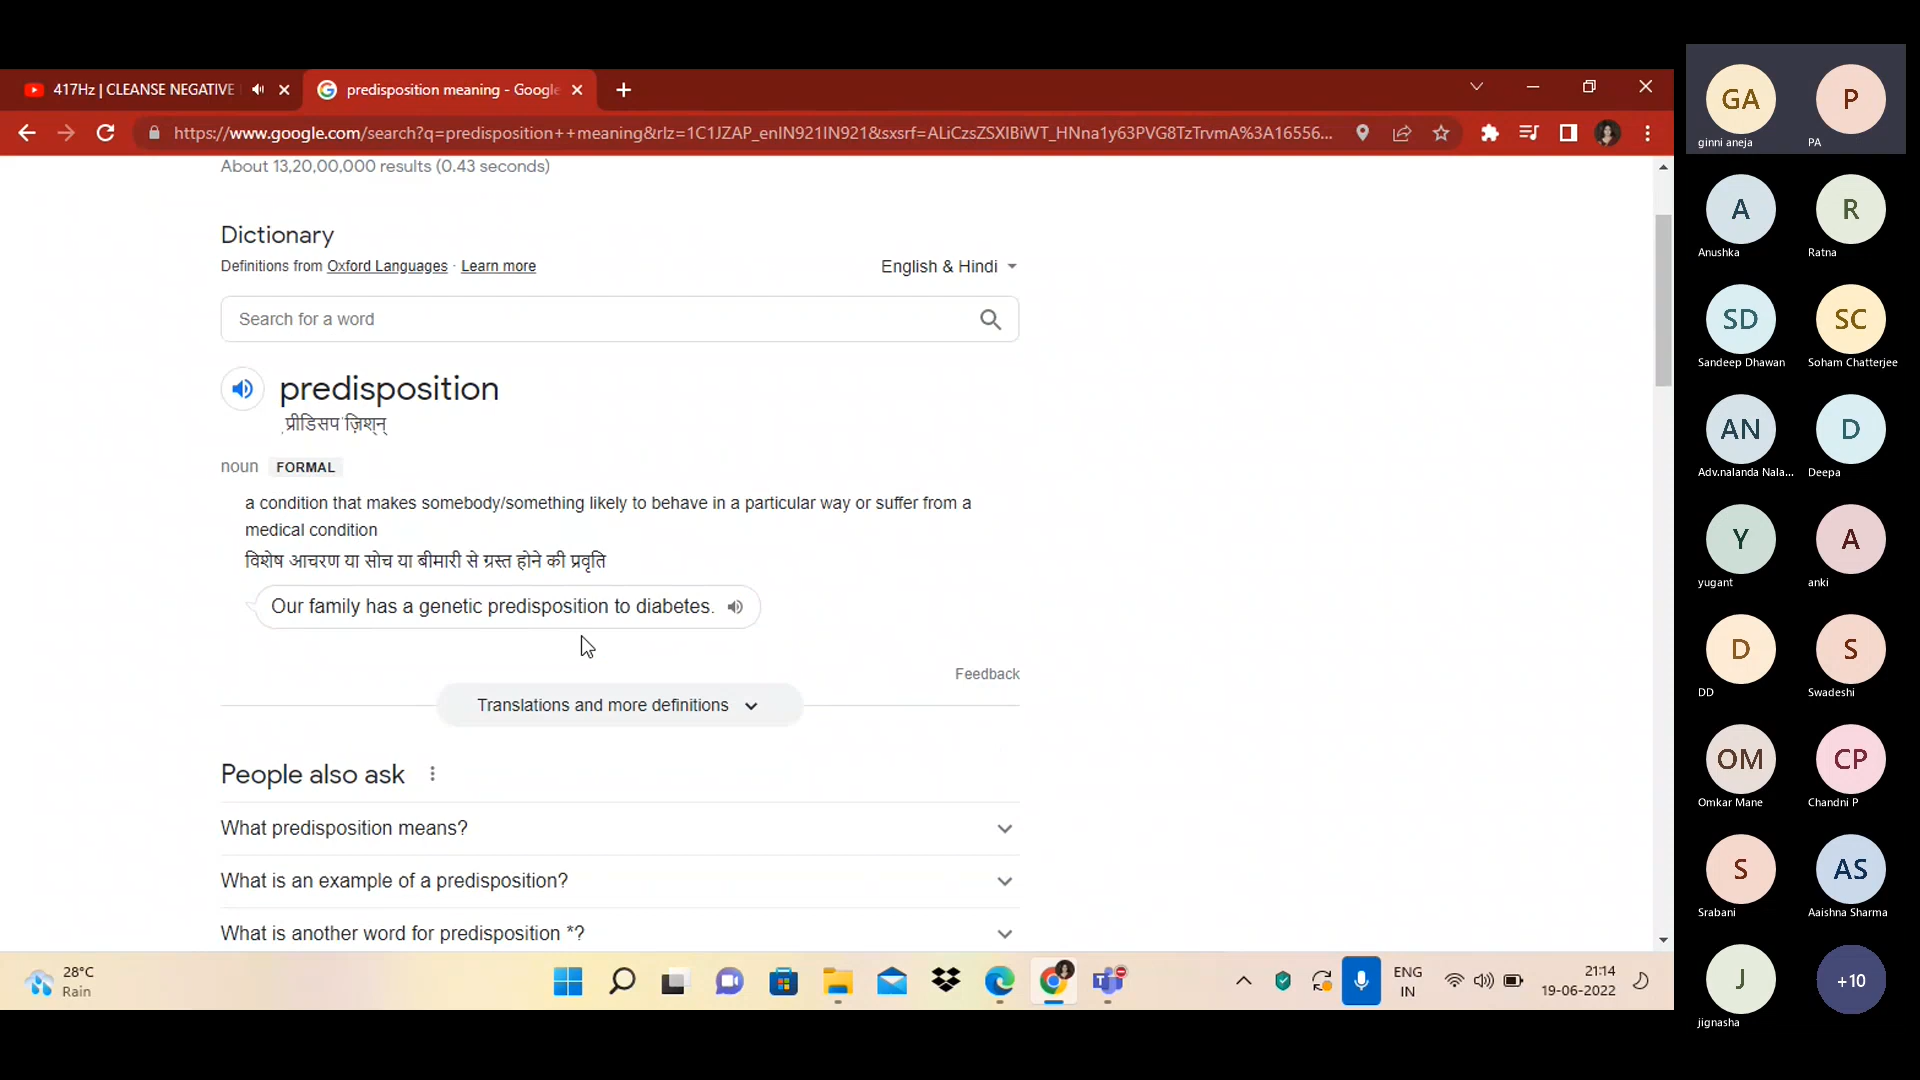 417Hz | CLEANSE NEGATIVE
predisposition meaning - Google
https://www.google.com/search?q=predisposition++meaning&rlz=1C1JZAP_enIN921IN921&sxsrf=ALiCzsZSXIBiWT_HNna1y63PVG8TzTrvmA%3A16556...
About 13,20,00,000 results (0.43 seconds)
Dictionary
Definitions from Oxford Languages · Learn more
English & Hindi
Search for a word
predisposition
ˌप्रीडिसपˈज़िश्न्
noun FORMAL
a condition that makes somebody/something likely to behave in a particular way or suffer from a
medical condition
विशेष आचरण या सोच या बीमारी से ग्रस्त होने की प्रवृति
Our family has a genetic predisposition to diabetes.
Feedback
Translations and more definitions
People also ask
What predisposition means?
What is an example of a predisposition?
What is another word for predisposition *?
28°C
Rain
ENG
IN
21:14
19-06-2022
GA P
ginni aneja PA
A R
Anushka Ratna
SD SC
Sandeep Dhawan Soham Chatterjee
AN D
Adv.nalanda Nala... Deepa
Y A
yugant anki
D S
DD Swadeshi
OM CP
Omkar Mane Chandni P
S AS
Srabani Aaishna Sharma
J +10
jignasha